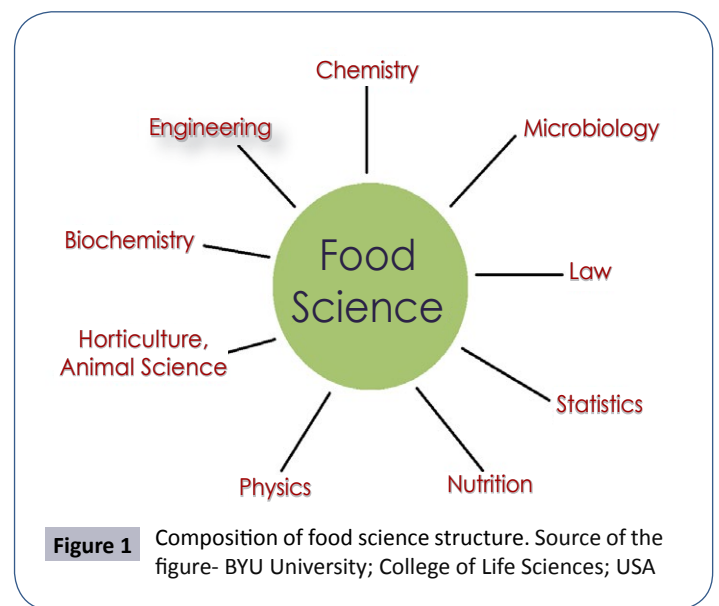 Chemistry
Engineering
Microbiology
Biochemistry
Food
Science
Law
Horticulture,
Animal Science
Statistics
Physics
Nutrition
Figure 1
Composition of food science structure. Source of the
figure- BYU University; College of Life Sciences; USA